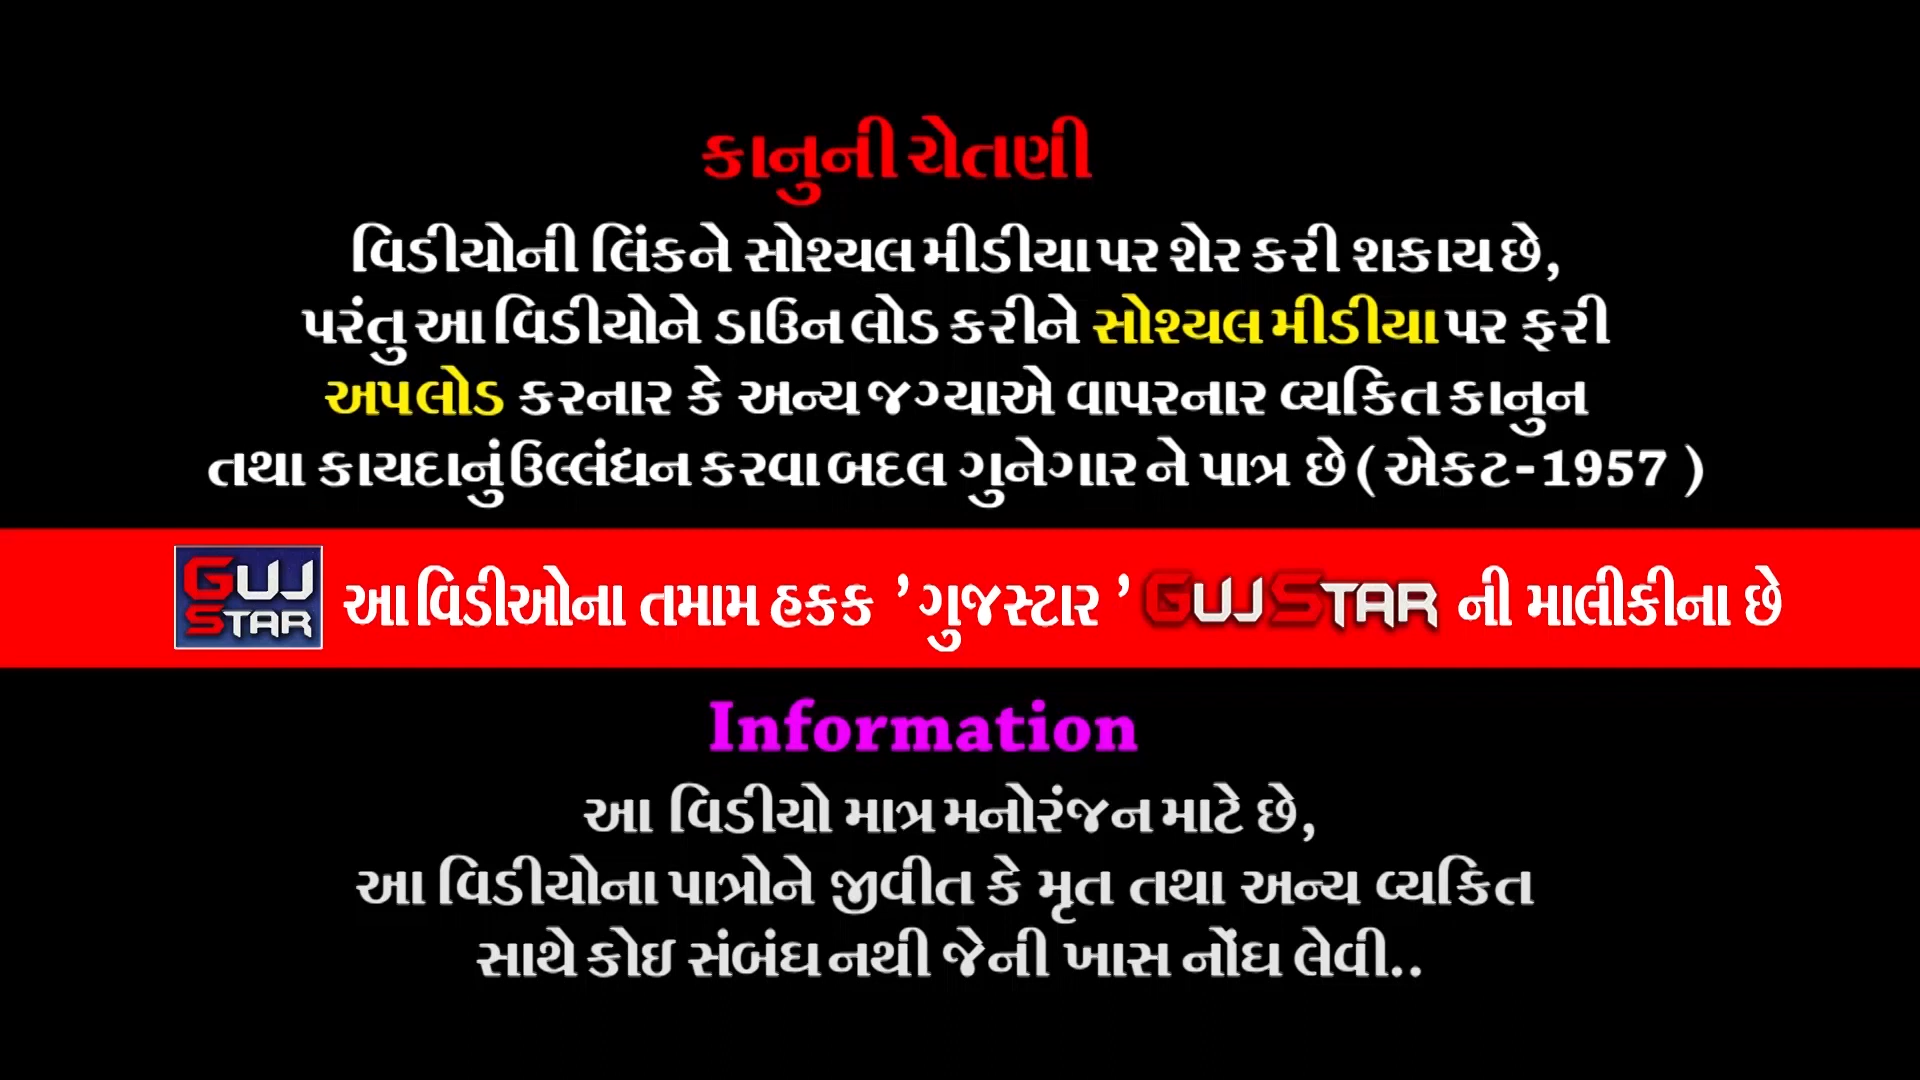 કાનુની ચેતણી
વિડીયોની લિંકને સોશ્યલ મીડીયા પર શેર કરી શકાય છે,
પરંતુ આ વિડીયોને ડાઉન લોડ કરીને સોશ્યલ મીડીયા પર ફરી
અપલોડ કરનાર કે અન્ય જગ્યાએ વાપરનાર વ્યકિત કાનુન
તથા કાયદાનું ઉલ્લંઘન કરવા બદલ ગુનેગાર ને પાત્ર છે ( એકટ-1957 )
GUJ STAR આ વિડીઓના તમામ હકક ’ ગુજસ્ટાર ’ GUJ STAR ની માલીકીના છે
Information
આ વિડીયો માત્ર મનોરંજન માટે છે,
આ વિડીયોના પાત્રોને જીવીત કે મૃત તથા અન્ય વ્યકિત
સાથે કોઇ સંબંઘ નથી જેની ખાસ નોંઘ લેવી..